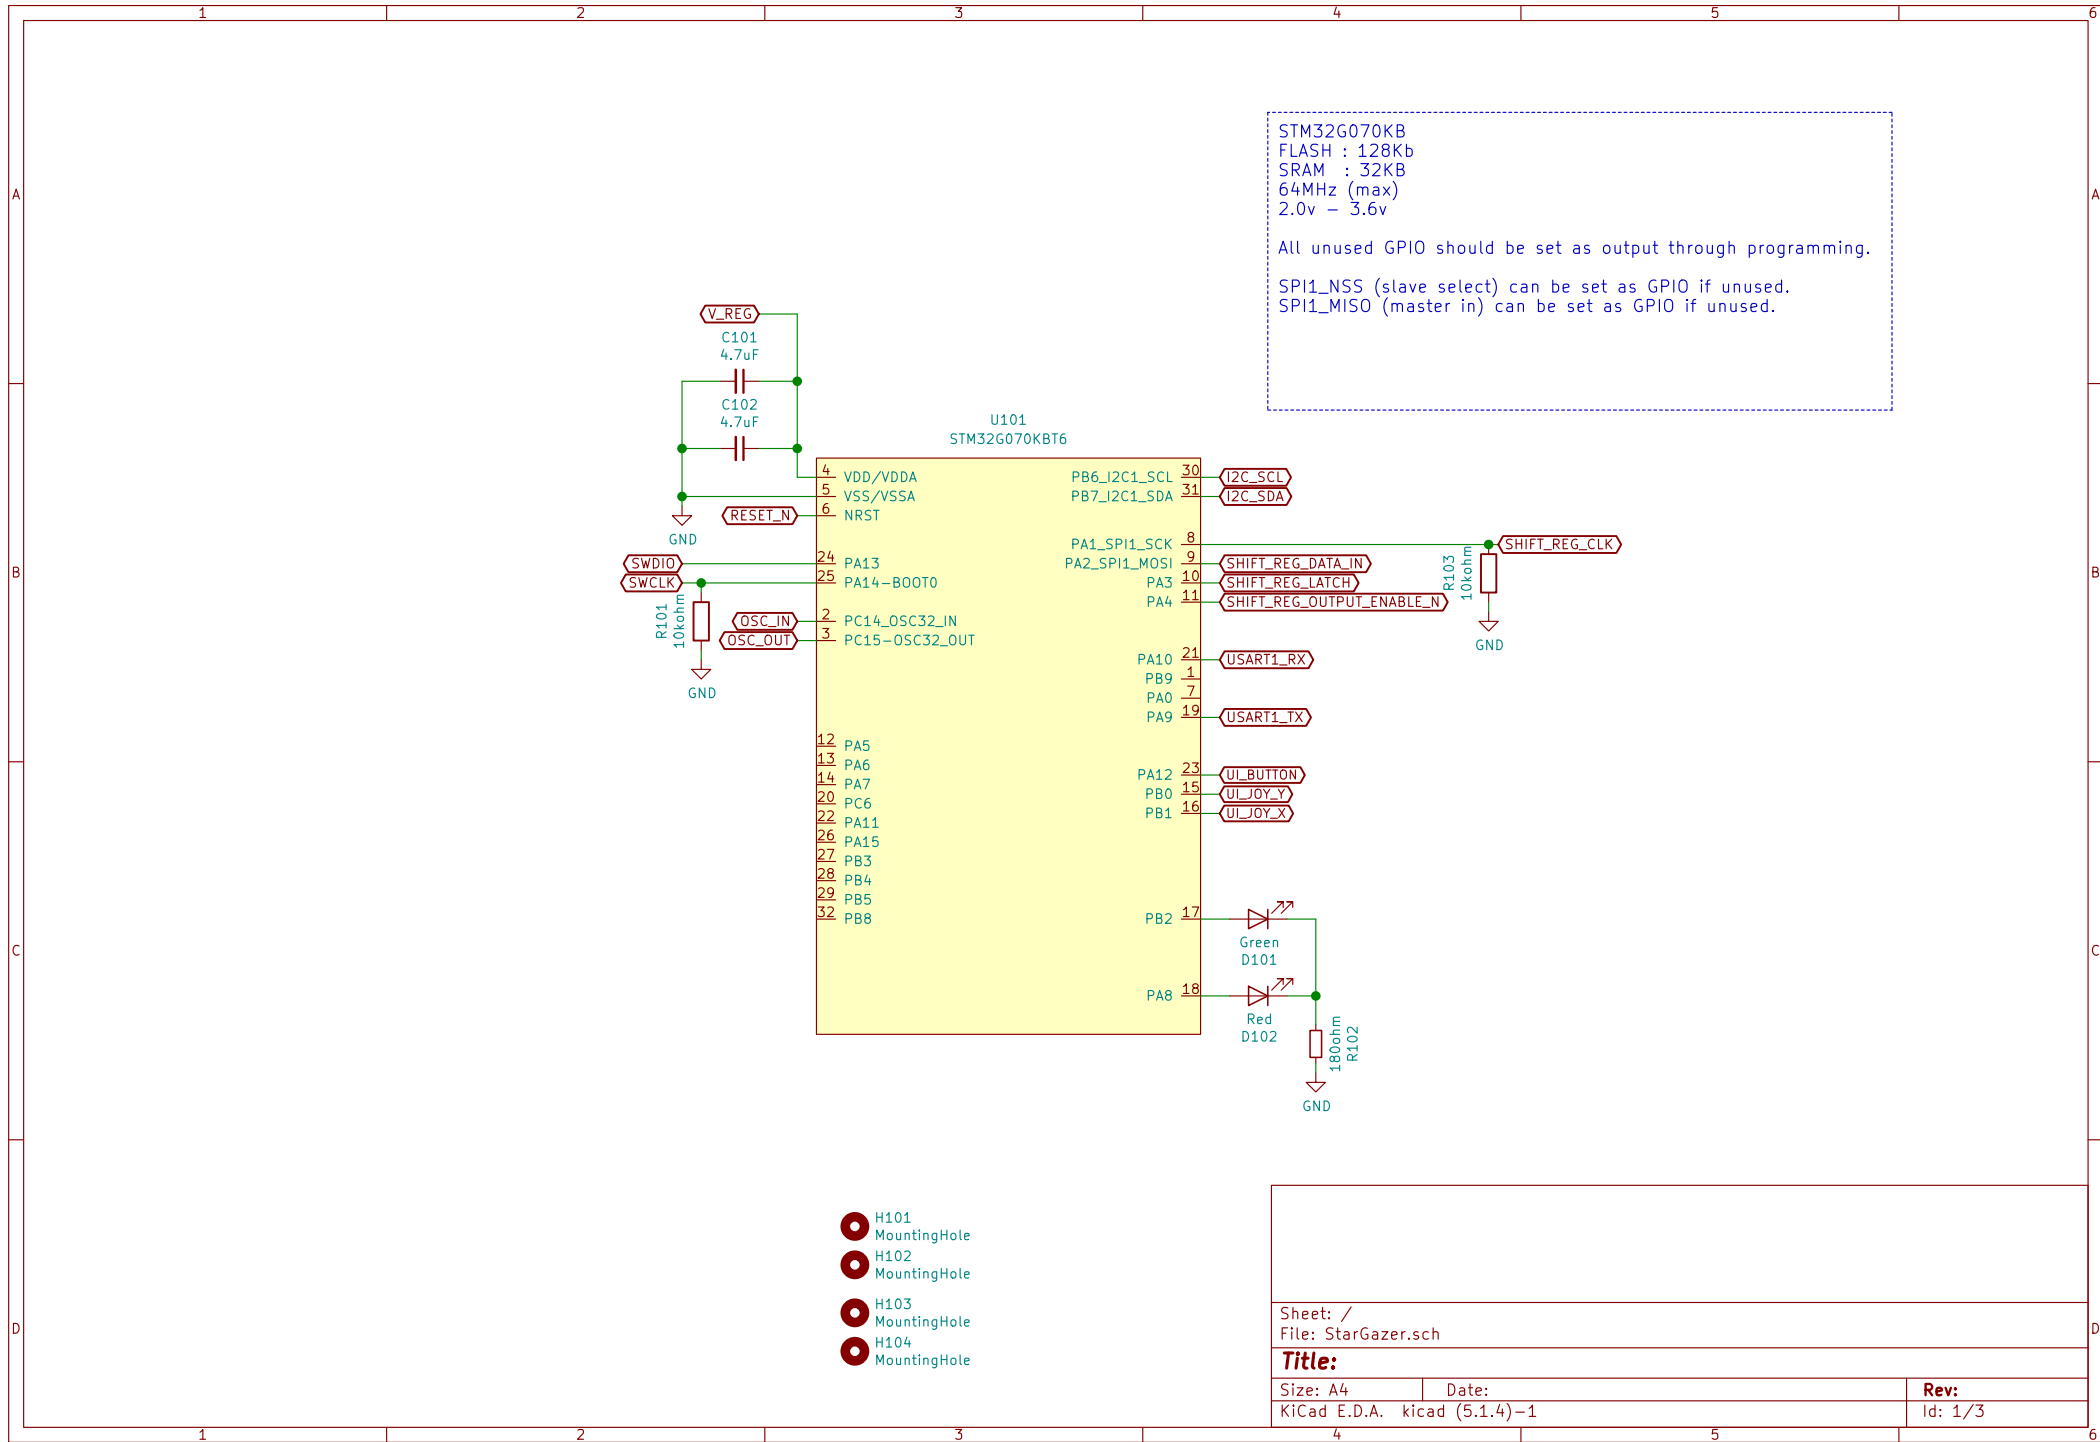 1 2 3 4 5 6
A A
B B
C C
D D
STM32G070KB
FLASH : 128Kb
SRAM  : 32KB
64MHz (max)
2.0v - 3.6v
All unused GPIO should be set as output through programming.
SPI1_NSS (slave select) can be set as GPIO if unused.
SPI1_MISO (master in) can be set as GPIO if unused.
V_REG
C101
4.7uF
C102
4.7uF
GND
RESET_N
SWDIO
SWCLK
R101
10kohm
GND
OSC_IN
OSC_OUT
U101
STM32G070KBT6
4 VDD/VDDA
5 VSS/VSSA
6 NRST
24 PA13
25 PA14-BOOT0
2 PC14_OSC32_IN
3 PC15-OSC32_OUT
12 PA5
13 PA6
14 PA7
20 PC6
22 PA11
26 PA15
27 PB3
28 PB4
29 PB5
32 PB8
PB6_I2C1_SCL 30 I2C_SCL
PB7_I2C1_SDA 31 I2C_SDA
PA1_SPI1_SCK 8 SHIFT_REG_CLK
PA2_SPI1_MOSI 9 SHIFT_REG_DATA_IN
PA3 10 SHIFT_REG_LATCH
PA4 11 SHIFT_REG_OUTPUT_ENABLE_N
R103
10kohm
GND
PA10 21 USART1_RX
PB9 1
PA0 7
PA9 19 USART1_TX
PA12 23 UI_BUTTON
PB0 15 UI_JOY_Y
PB1 16 UI_JOY_X
PB2 17
Green
D101
PA8 18
Red
D102
180ohm
R102
GND
H101
MountingHole
H102
MountingHole
H103
MountingHole
H104
MountingHole
Sheet: /
File: StarGazer.sch
Title:
Size: A4 Date: Rev:
KiCad E.D.A.  kicad (5.1.4)-1 Id: 1/3
1 2 3 4 5 6